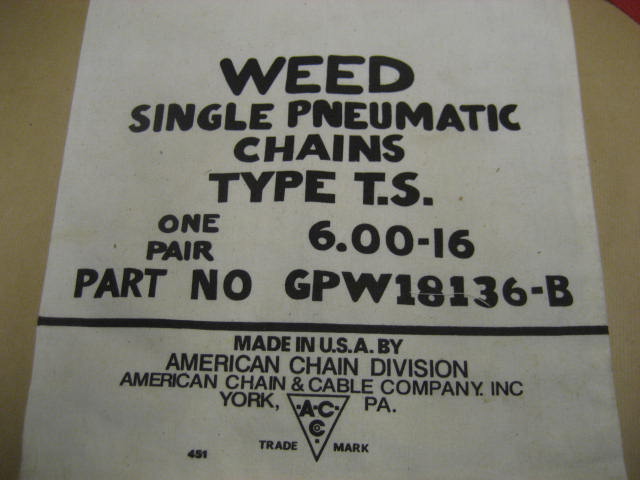 WEED
SINGLE PNEUMATIC
CHAINS
TYPE T.S.
ONE PAIR 6.00-16
PART NO GPW18136-B
MADE IN U.S.A. BY
AMERICAN CHAIN DIVISION
AMERICAN CHAIN & CABLE COMPANY. INC
YORK, PA.
·A·C·
C
451 TRADE MARK